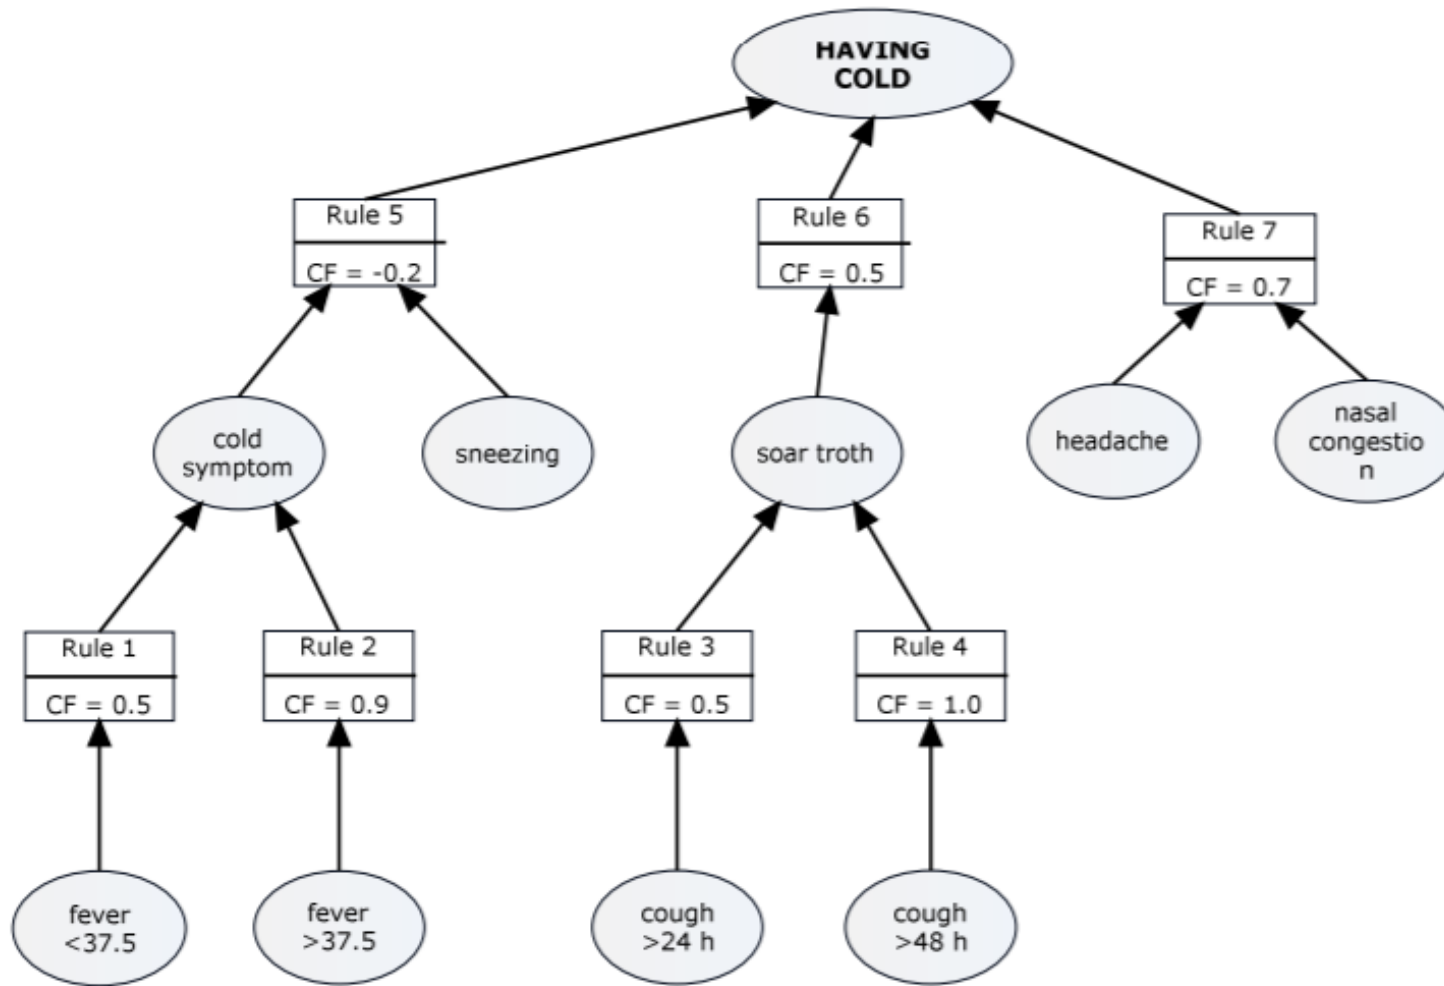 HAVING
COLD
Rule 5
CF = -0.2
Rule 6
CF = 0.5
Rule 7
CF = 0.7
cold
symptom
sneezing
soar troth
headache
nasal
congestio
n
Rule 1
CF = 0.5
Rule 2
CF = 0.9
Rule 3
CF = 0.5
Rule 4
CF = 1.0
fever
<37.5
fever
>37.5
cough
>24 h
cough
>48 h